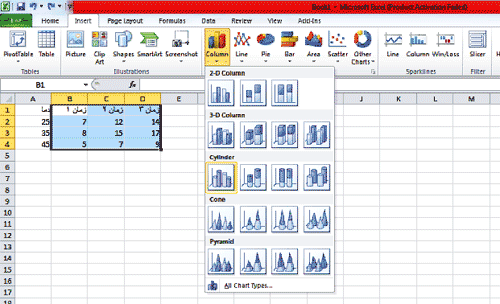 Book1 - Microsoft Excel (Product Activation Failed)
Home Insert Page Layout Formulas Data Review View Add-Ins
PivotTable Table Picture Clip Art Shapes SmartArt Screenshot Column Line Pie Bar Area Scatter Other Charts Line Column Win/Loss Slicer
Tables Illustrations Sparklines Filter
B1
A B C D E J K L M
1 دما زمان ۱ زمان ۲ زمان ۳
2 25 7 12 14
3 35 8 15 17
4 45 5 7 9
5
6
7
8
9
10
11
12
13
14
15
16
17
2-D Column
3-D Column
Cylinder
Cone
Pyramid
All Chart Types...